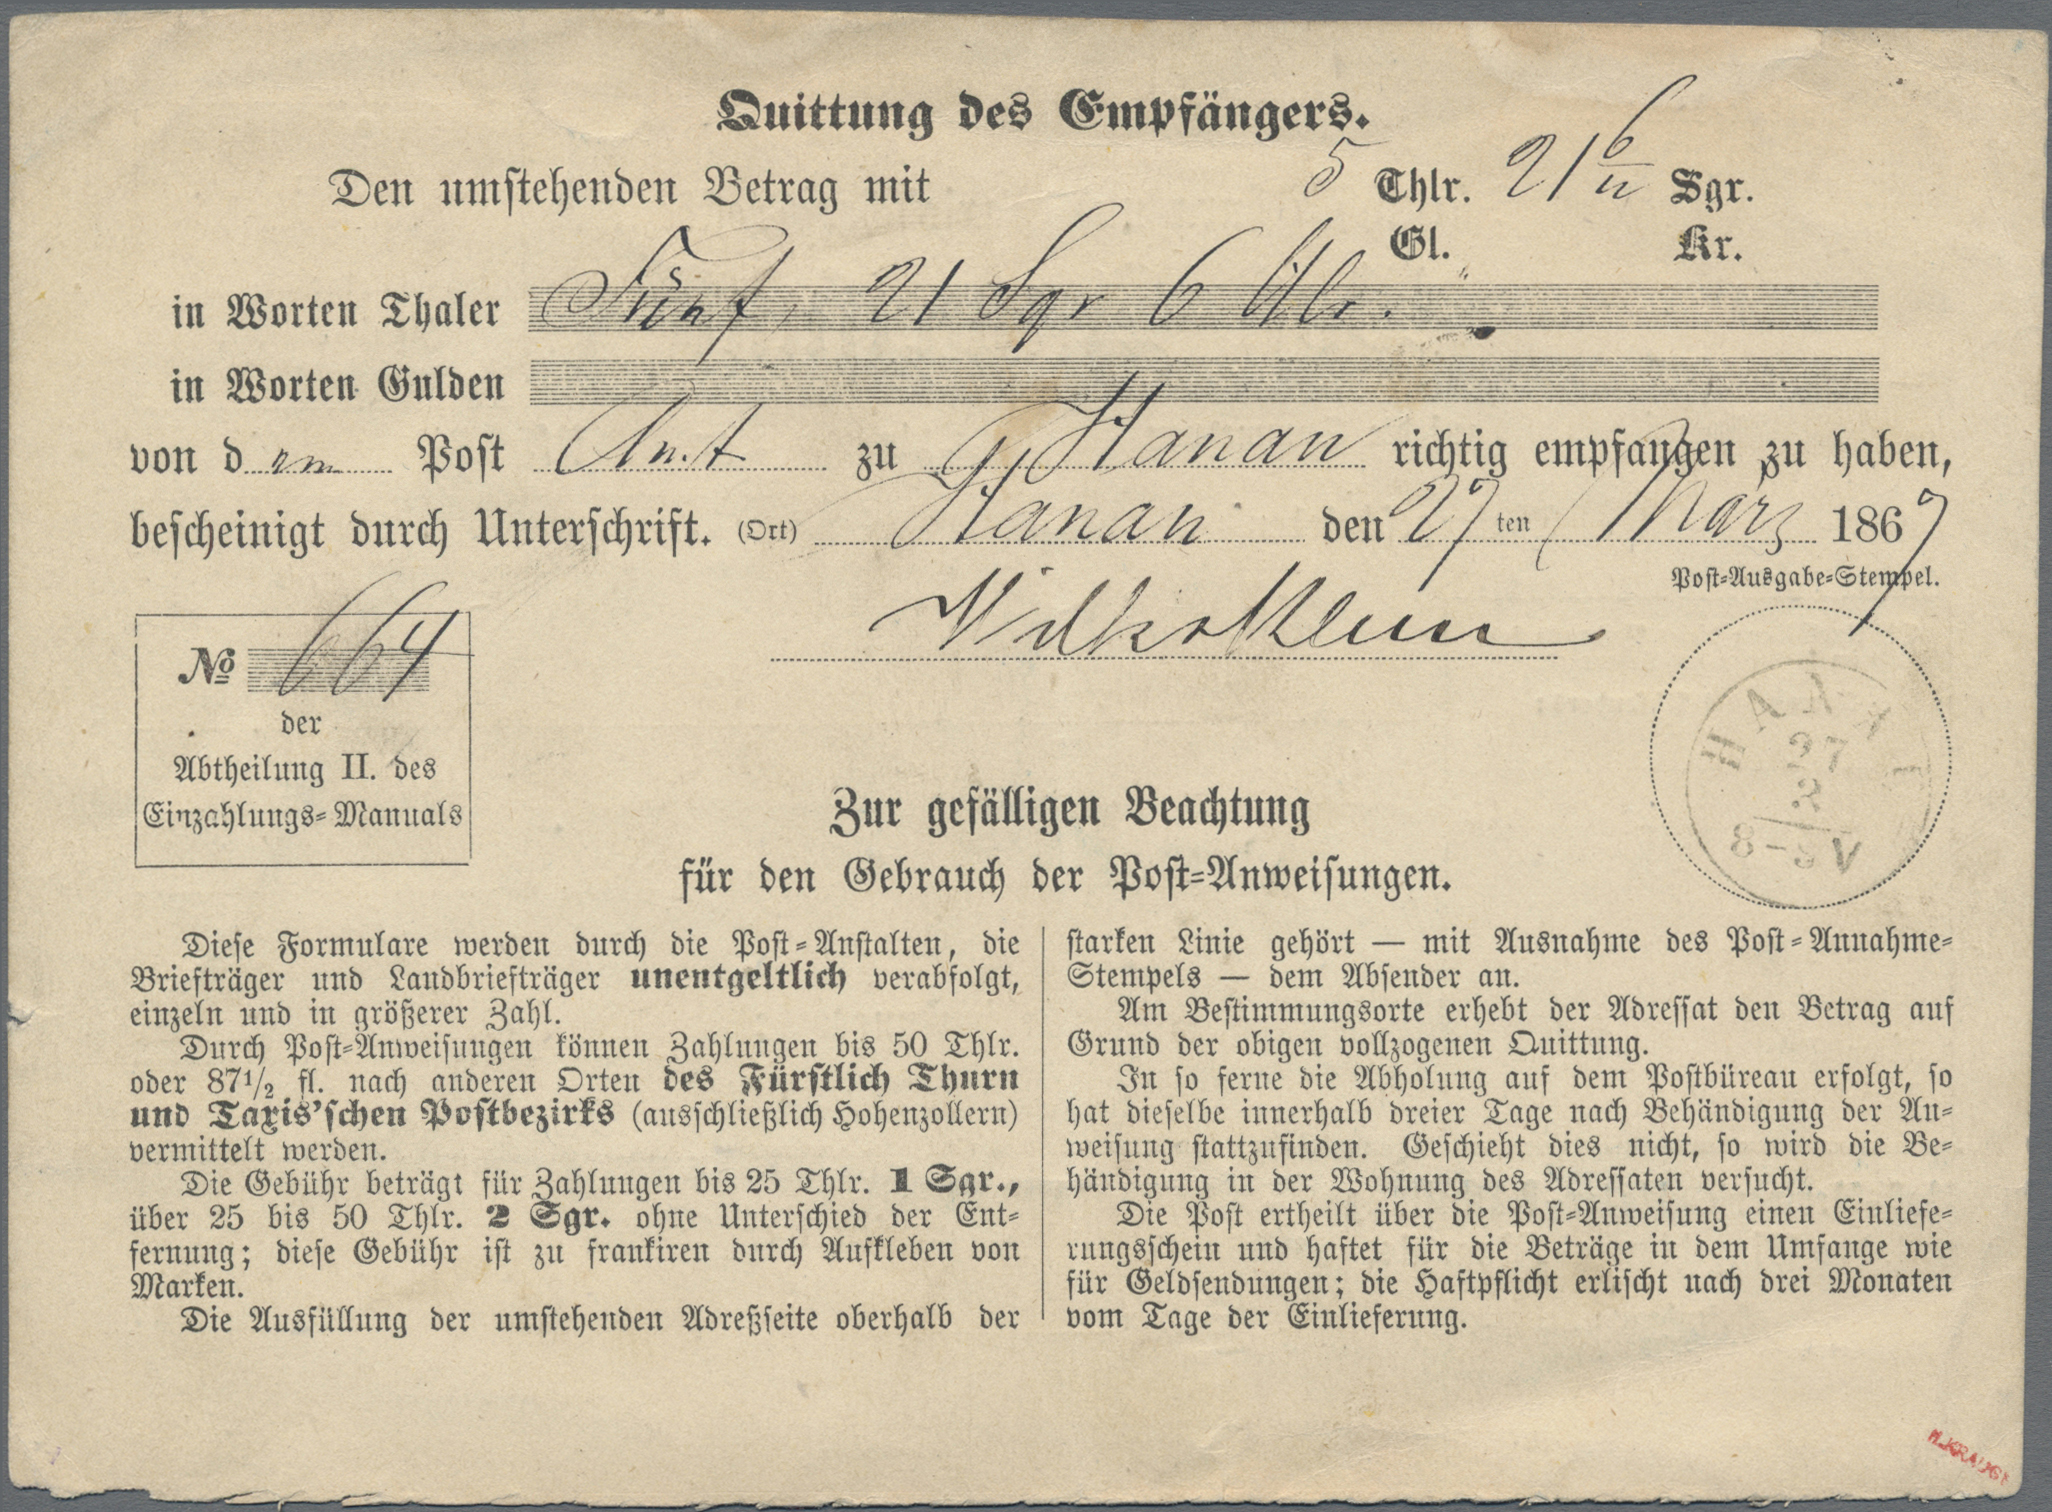 Quittung des Empfängers.
Den umstehenden Betrag mit 5 Thlr. 21 6/11 Sgr.
Gl. Kr.
in Worten Thaler Fünf, 21 Sgr 6
in Worten Gulden
von dem Post Amt zu Hanau richtig empfangen zu haben,
bescheinigt durch Unterschrift. (Ort) Hanau den 27ten März 1867
Post-Ausgabe-Stempel.
No 664
der
Abtheilung II. des
Einzahlungs-Manuals
HANAU
27
3
8-9V
Zur gefälligen Beachtung
für den Gebrauch der Post-Anweisungen.
Diese Formulare werden durch die Post-Anstalten, die
Briefträger und Landbriefträger unentgeltlich verabfolgt,
einzeln und in größerer Zahl.
Durch Post-Anweisungen können Zahlungen bis 50 Thlr.
oder 87 1/2 fl. nach anderen Orten des Fürstlich Thurn
und Taxis'schen Postbezirks (ausschließlich Hohenzollern)
vermittelt werden.
Die Gebühr beträgt für Zahlungen bis 25 Thlr. 1 Sgr.,
über 25 bis 50 Thlr. 2 Sgr. ohne Unterschied der Ent-
fernung; diese Gebühr ist zu frankiren durch Aufkleben von
Marken.
Die Ausfüllung der umstehenden Adreßseite oberhalb der
starken Linie gehört — mit Ausnahme des Post-Annahme-
Stempels — dem Absender an.
Am Bestimmungsorte erhebt der Adressat den Betrag auf
Grund der obigen vollzogenen Quittung.
In so ferne die Abholung auf dem Postbüreau erfolgt, so
hat dieselbe innerhalb dreier Tage nach Behändigung der An-
weisung stattzufinden. Geschieht dies nicht, so wird die Be-
händigung in der Wohnung des Adressaten versucht.
Die Post ertheilt über die Post-Anweisung einen Einliefe-
rungsschein und haftet für die Beträge in dem Umfange wie
für Geldsendungen; die Haftpflicht erlischt nach drei Monaten
vom Tage der Einlieferung.